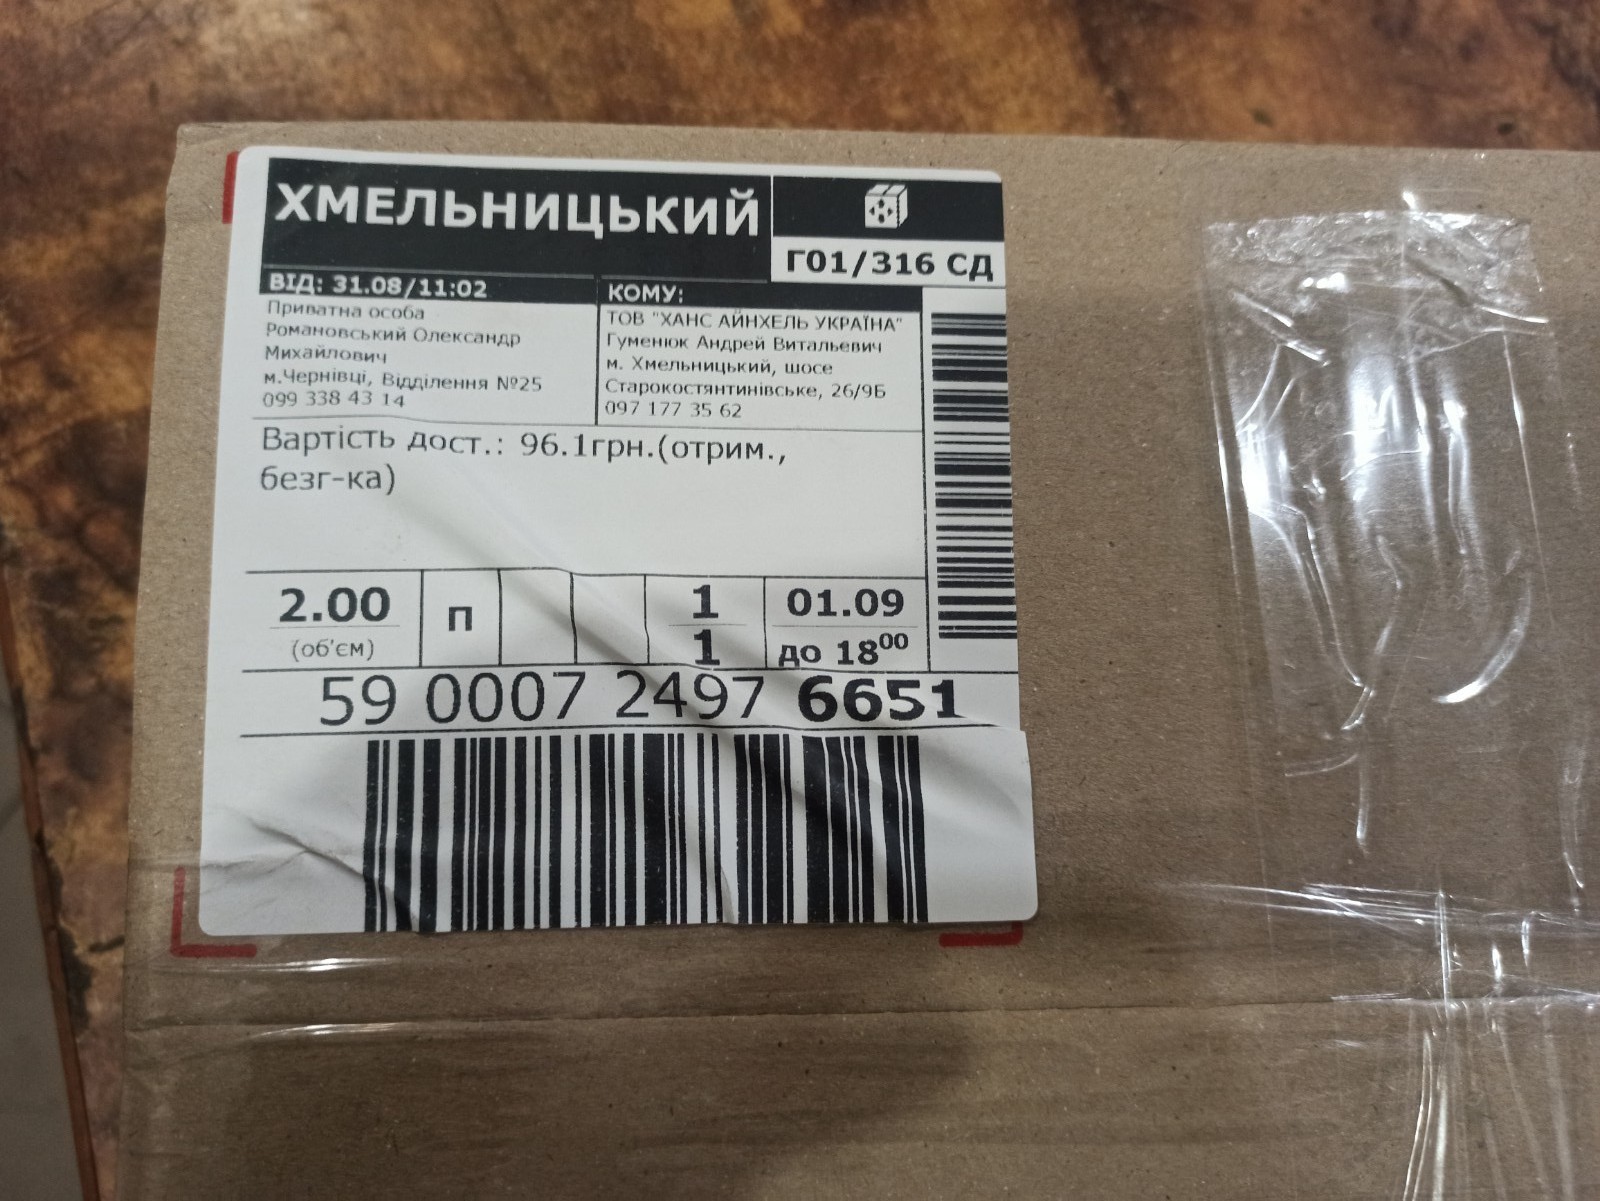 ХМЕЛЬНИЦЬКИЙ
Г01/316 СД
ВІД: 31.08/11:02
Приватна особа
Романовський Олександр
Михайлович
м.Чернівці, Відділення №25
099 338 43 14
КОМУ:
ТОВ "ХАНС АЙНХЕЛЬ УКРАЇНА"
Гуменюк Андрей Витальевич
м. Хмельницький, шосе
Старокостянтинівське, 26/9Б
097 177 35 62
Вартість дост.: 96.1грн.(отрим.,
безг-ка)
2.00
(об'єм)
П
1
1
01.09
до 18⁰⁰
59 0007 2497 6651